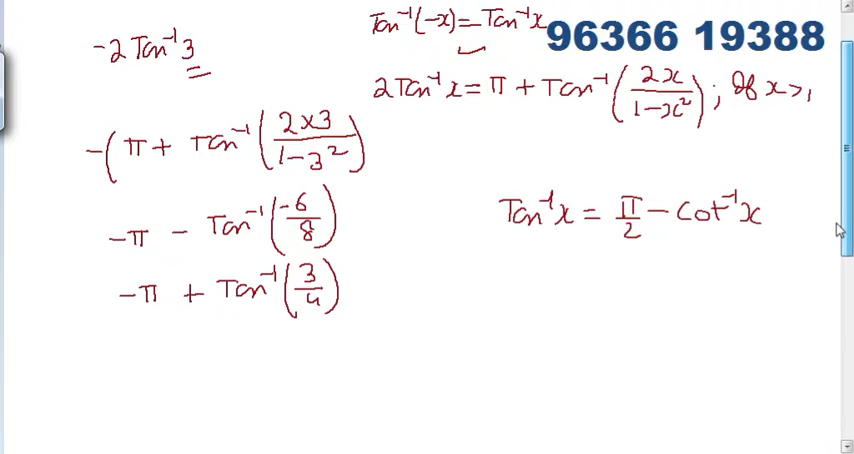 -2 Tan⁻¹3
Tan⁻¹(-x) = Tan⁻¹x
96366 19388
2Tan⁻¹x = π + Tan⁻¹(2x/(1-x²)); If x>1
-(π + Tan⁻¹((2×3)/(1-3²))
-π - Tan⁻¹(-6/8)
Tan⁻¹x = π/2 - Cot⁻¹x
-π + Tan⁻¹(3/4)